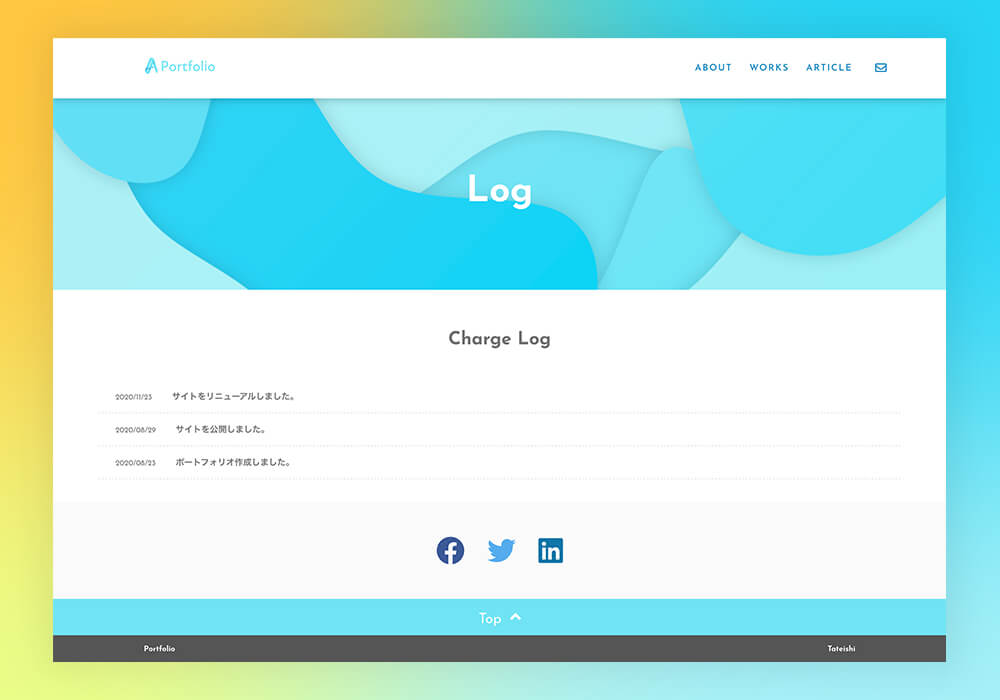 Portfolio
ABOUT WORKS ARTICLE
Log
Charge Log
2020/11/23 サイトをリニューアルしました。
2020/08/29 サイトを公開しました。
2020/08/23 ポートフォリオ作成しました。
Top
Portfolio Tateishi